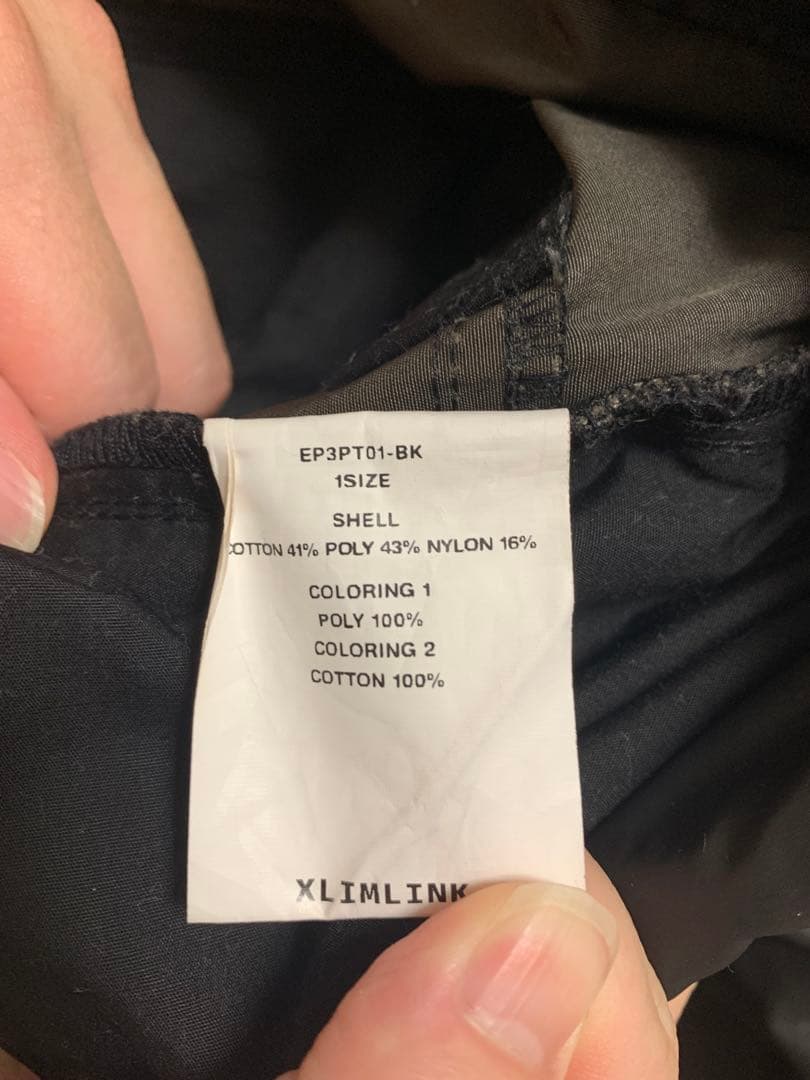 EP3PT01-BK
1SIZE
SHELL
COTTON 41% POLY 43% NYLON 16%
COLORING 1
POLY 100%
COLORING 2
COTTON 100%
XLIMLINK